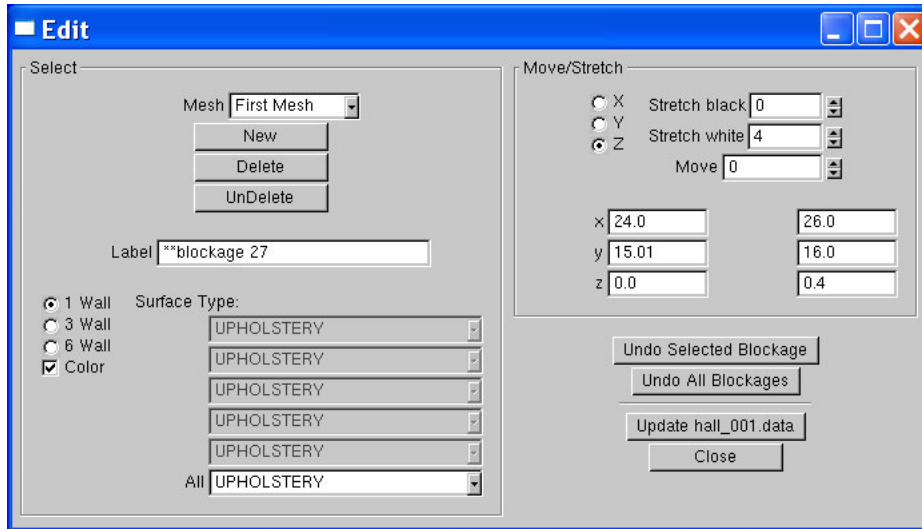 Edit
Select
Mesh First Mesh
New
Delete
UnDelete
Label **blockage 27
1 Wall
3 Wall
6 Wall
Color
Surface Type:
UPHOLSTERY
UPHOLSTERY
UPHOLSTERY
UPHOLSTERY
UPHOLSTERY
All UPHOLSTERY
Move/Stretch
X
Y
Z
Stretch black 0
Stretch white 4
Move 0
x 24.0 26.0
y 15.01 16.0
z 0.0 0.4
Undo Selected Blockage
Undo All Blockages
Update hall_001.data
Close